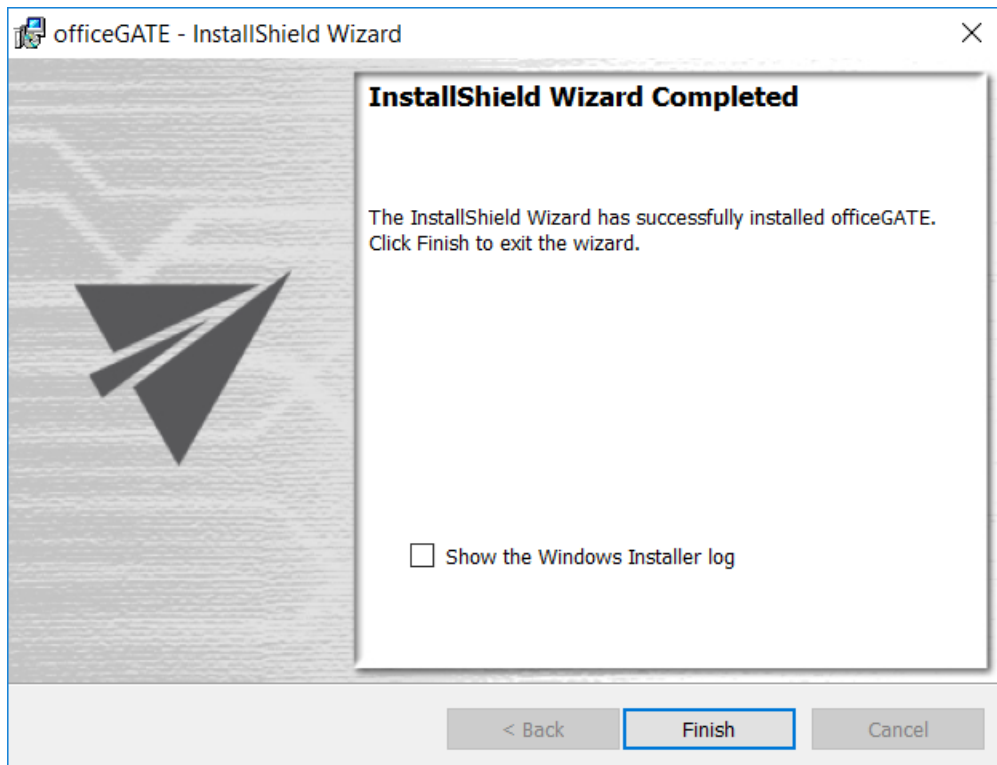 officeGATE - InstallShield Wizard
InstallShield Wizard Completed
The InstallShield Wizard has successfully installed officeGATE.
Click Finish to exit the wizard.
Show the Windows Installer log
< Back
Finish
Cancel